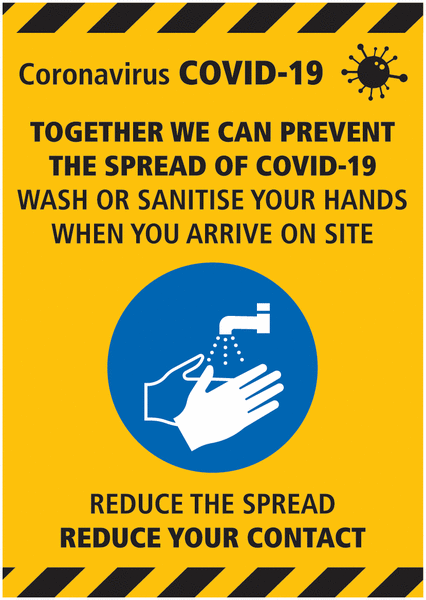 Coronavirus COVID-19
TOGETHER WE CAN PREVENT
THE SPREAD OF COVID-19
WASH OR SANITISE YOUR HANDS
WHEN YOU ARRIVE ON SITE
REDUCE THE SPREAD
REDUCE YOUR CONTACT